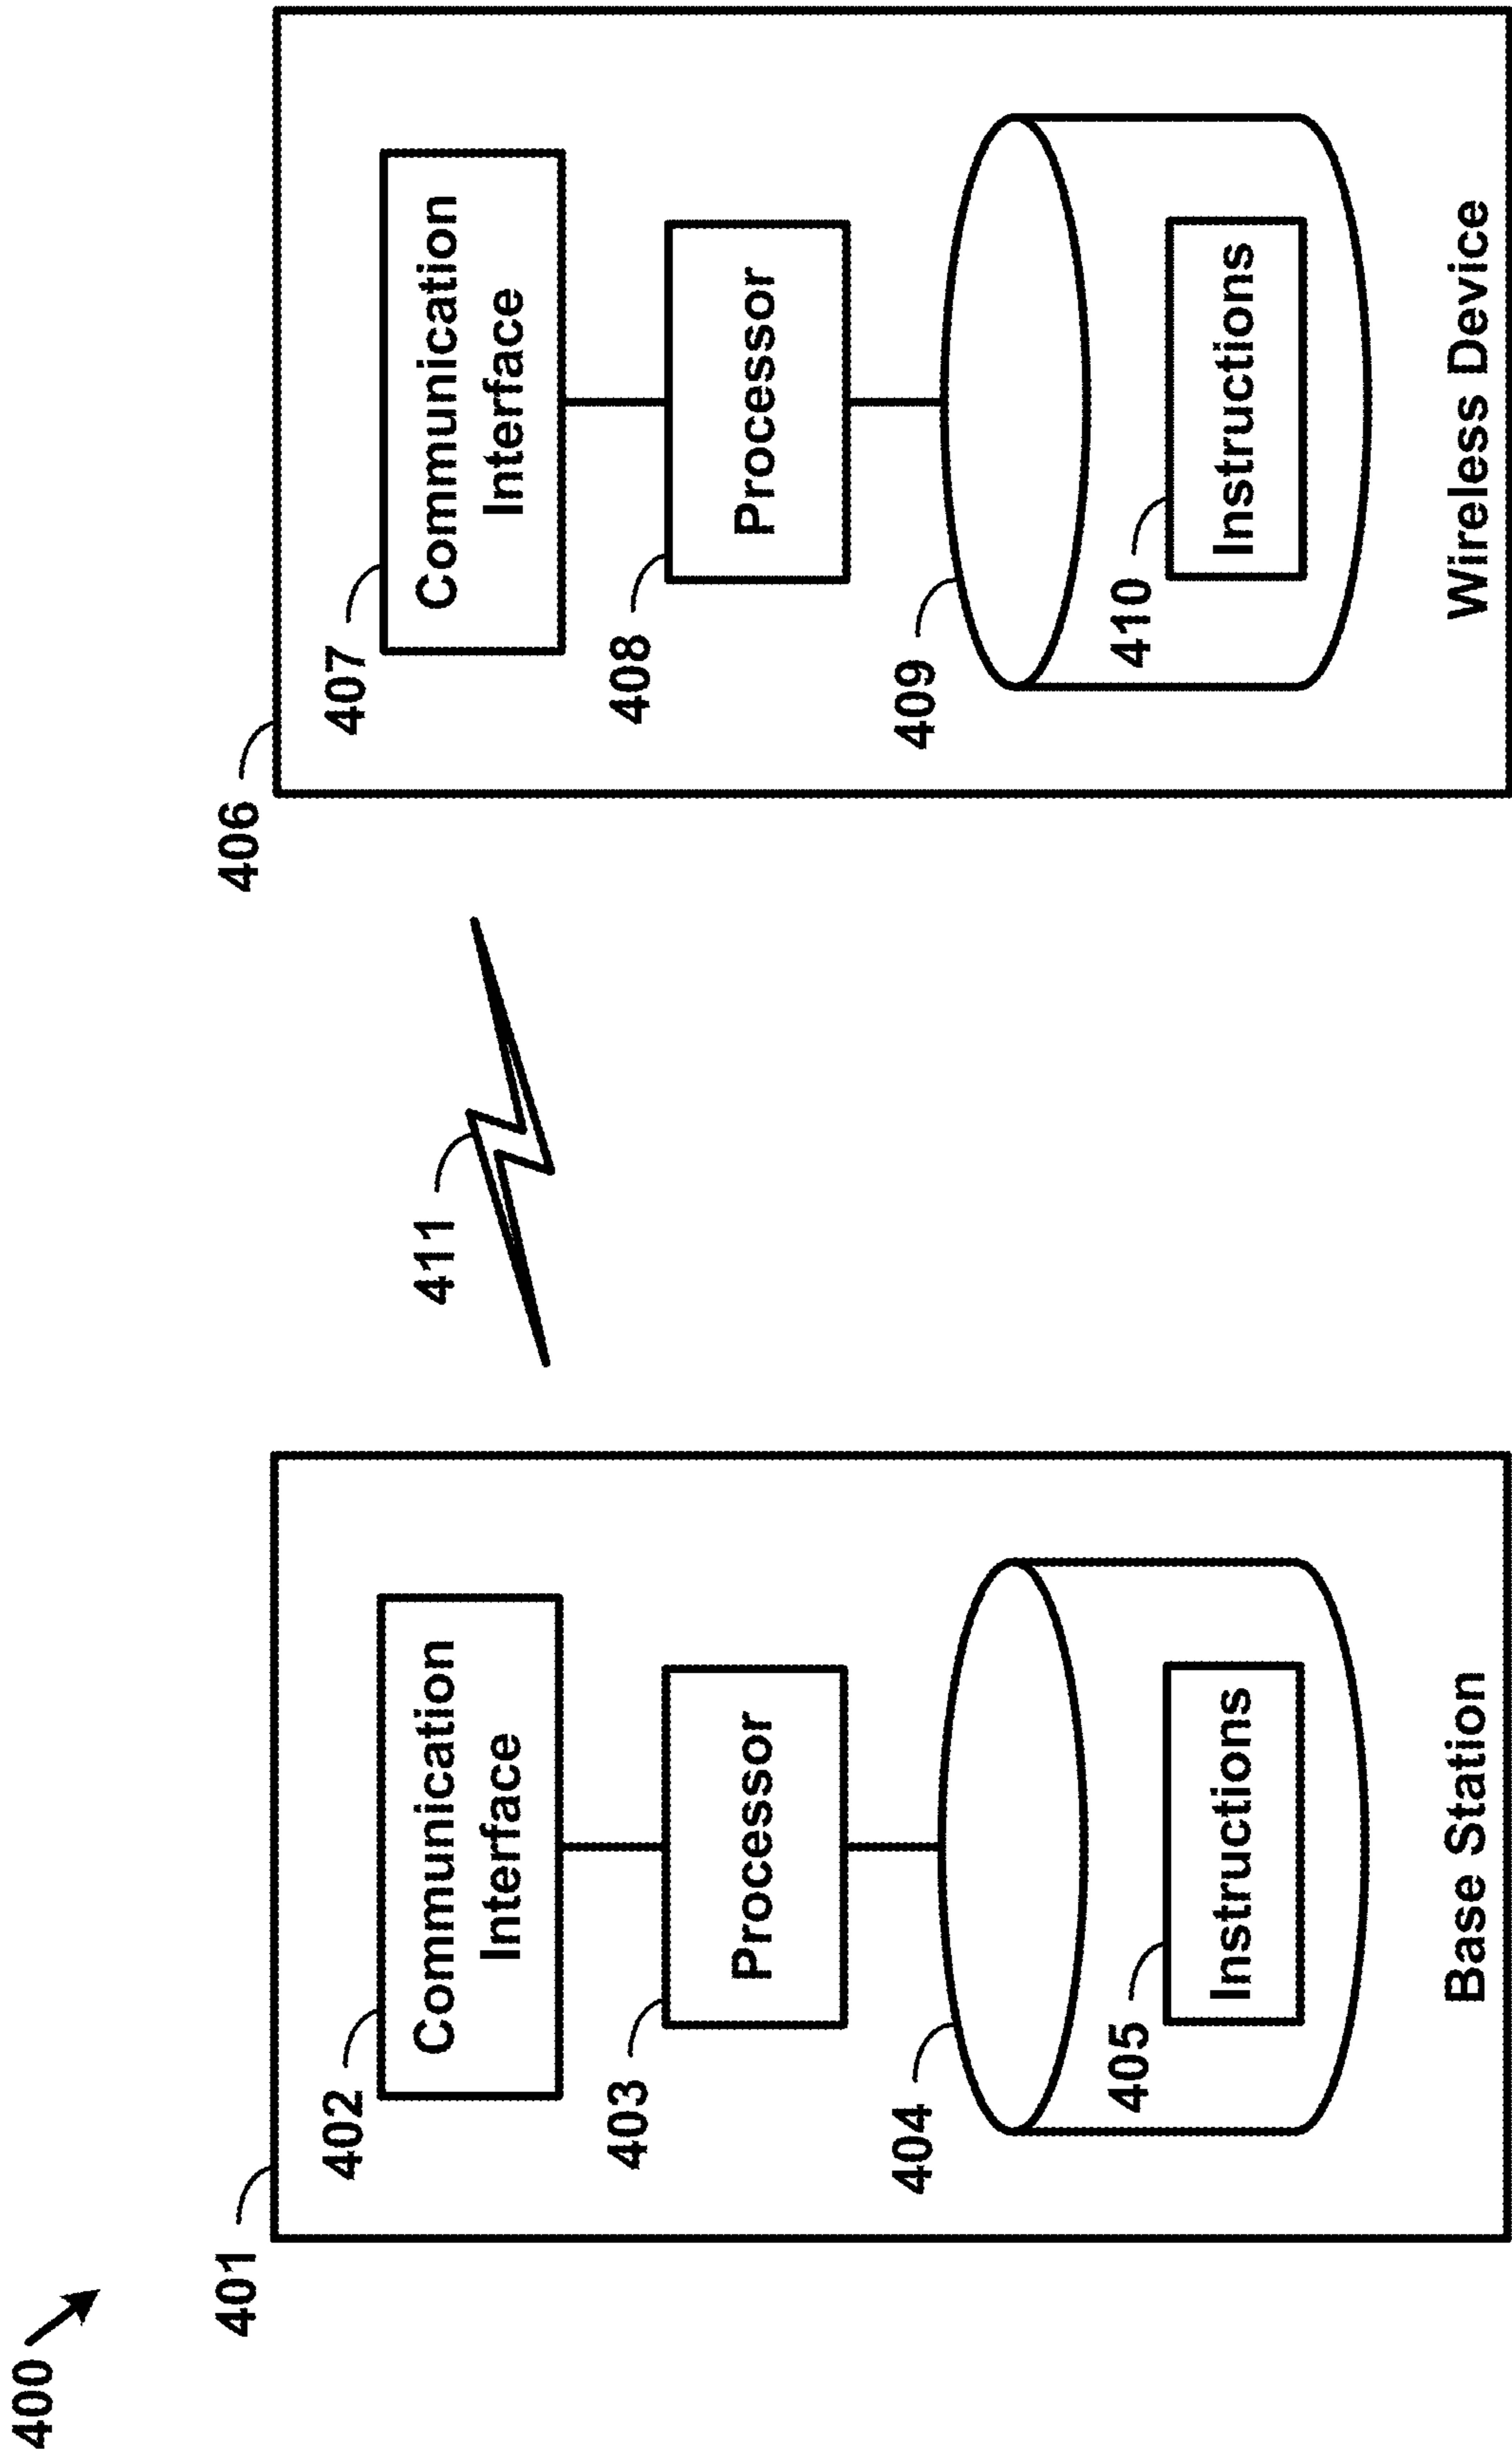 400
401
402
Communication
Interface
403
Processor
404
405
Instructions
Base Station
411
406
407
Communication
Interface
408
Processor
409
410
Instructions
Wireless Device